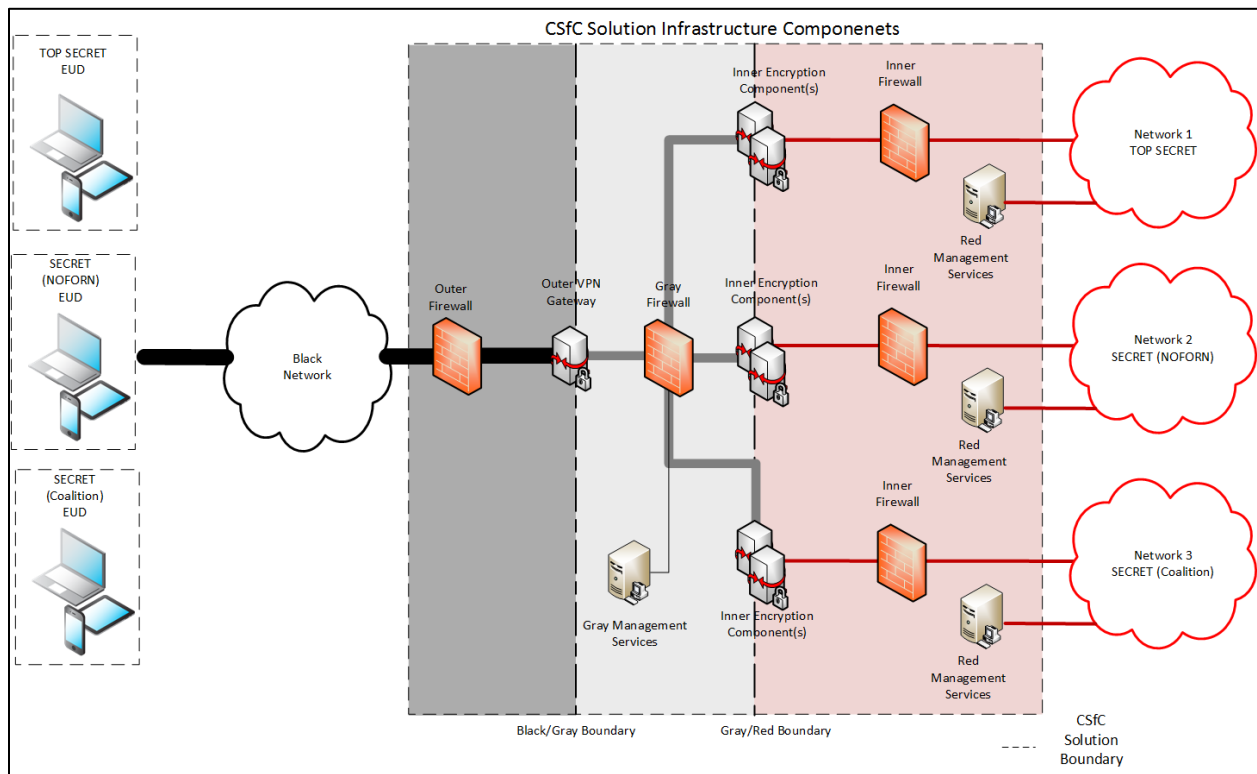 CSfC Solution Infrastructure Componenets
TOP SECRET
EUD
SECRET
(NOFORN)
EUD
SECRET
(Coalition)
EUD
Black
Network
Outer
Firewall
Outer VPN
Gateway
Gray
Firewall
Gray Management
Services
Inner Encryption
Component(s)
Inner
Firewall
Red
Management
Services
Network 1
TOP SECRET
Inner Encryption
Component(s)
Inner
Firewall
Red
Management
Services
Network 2
SECRET (NOFORN)
Inner Encryption
Component(s)
Inner
Firewall
Red
Management
Services
Network 3
SECRET (Coalition)
Black/Gray Boundary
Gray/Red Boundary
CSfC
Solution
Boundary